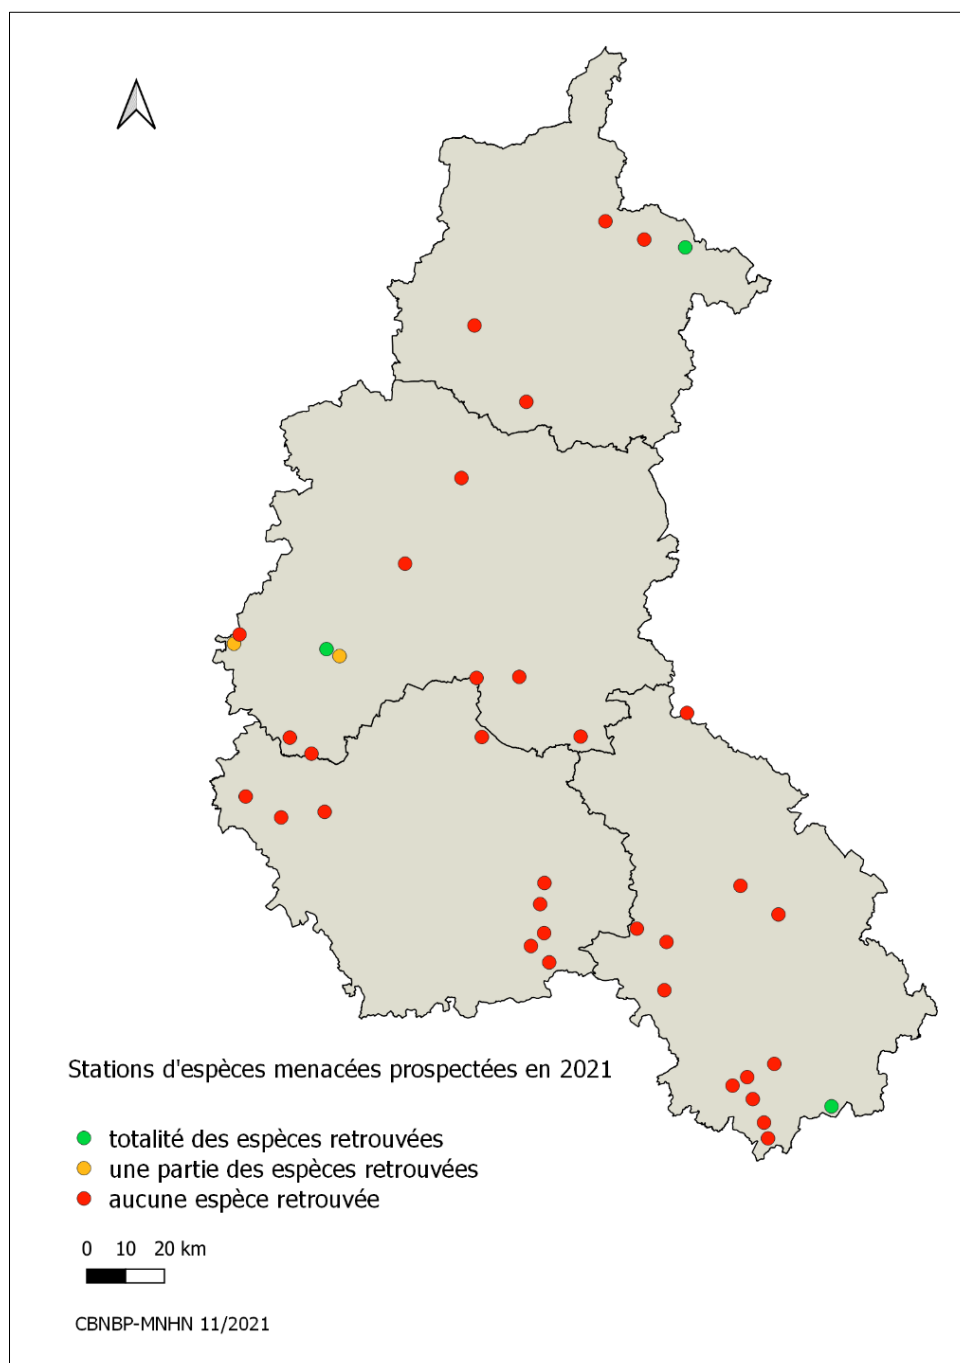 Stations d'espèces menacées prospectées en 2021
totalité des espèces retrouvées
une partie des espèces retrouvées
aucune espèce retrouvée
0 10 20 km
CBNBP-MNHN 11/2021